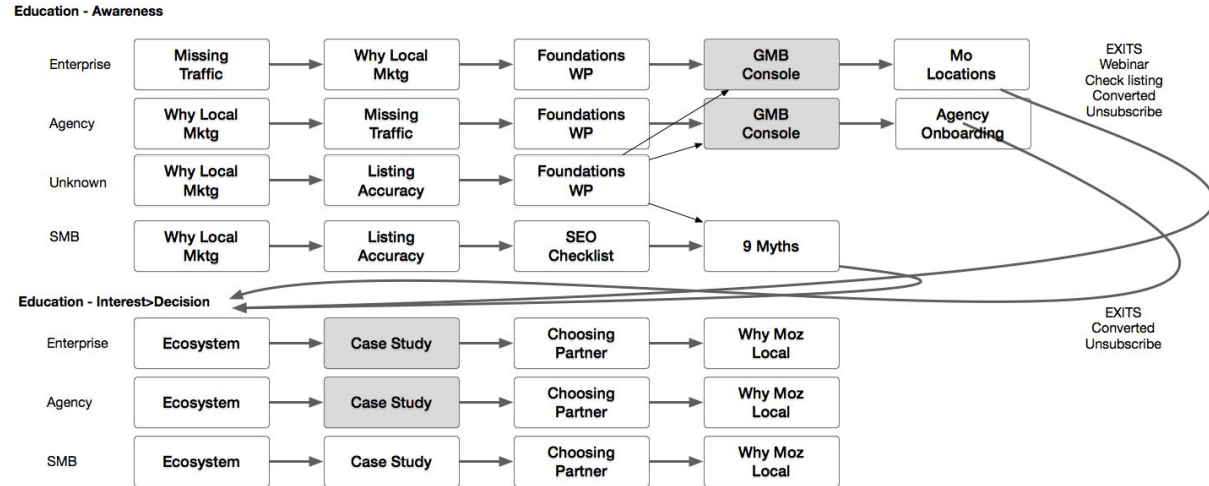 Education - Awareness
Enterprise
Missing
Traffic
Why Local
Mktg
Foundations
WP
GMB
Console
Mo
Locations
EXITS
Webinar
Check listing
Converted
Unsubscribe
Agency
Why Local
Mktg
Missing
Traffic
Foundations
WP
GMB
Console
Agency
Onboarding
Unknown
Why Local
Mktg
Listing
Accuracy
Foundations
WP
SMB
Why Local
Mktg
Listing
Accuracy
SEO
Checklist
9 Myths
Education - Interest>Decision
EXITS
Converted
Unsubscribe
Enterprise
Ecosystem
Case Study
Choosing
Partner
Why Moz
Local
Agency
Ecosystem
Case Study
Choosing
Partner
Why Moz
Local
SMB
Ecosystem
Case Study
Choosing
Partner
Why Moz
Local